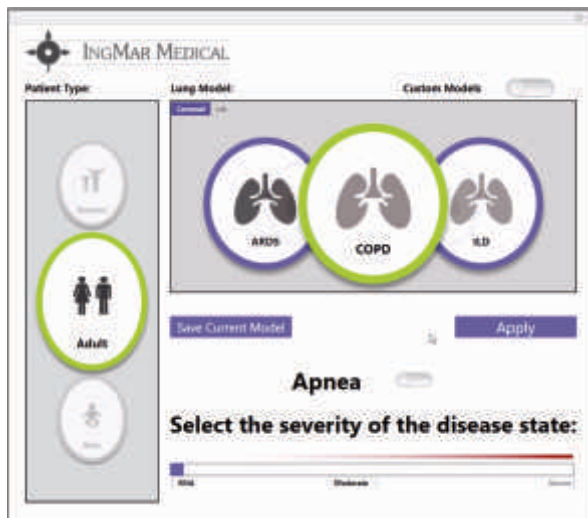 INGMAR MEDICAL
Patient Type:
Lung Model:
Custom Models
General
ARDS
COPD
ILD
Adult
Save Current Model
Apply
Apnea
Select the severity of the disease state:
Mild
Moderate
Severe